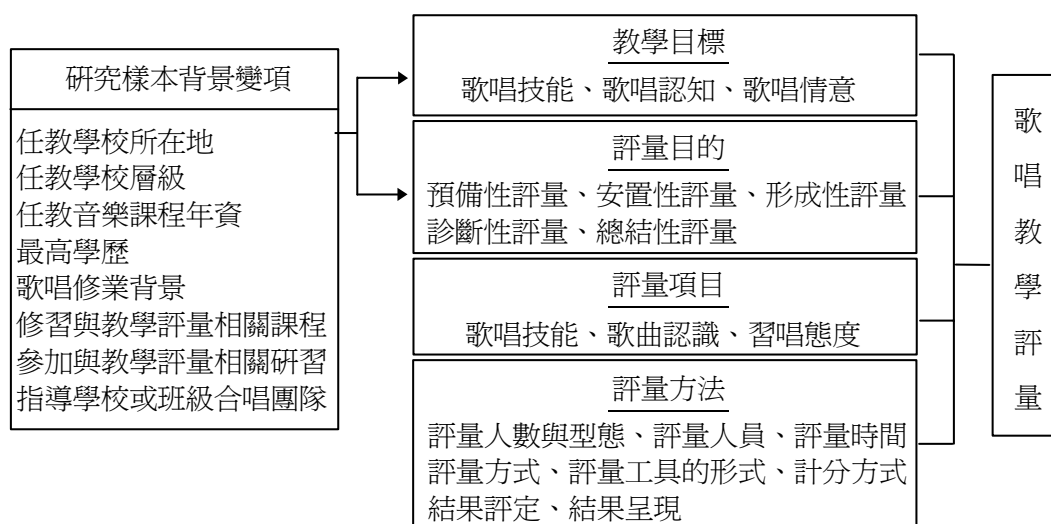 研究樣本背景變項
任教學校所在地
任教學校層級
任教音樂課程年資
最高學歷
歌唱修業背景
修習與教學評量相關課程
參加與教學評量相關研習
指導學校或班級合唱團隊
教學目標
歌唱技能、歌唱認知、歌唱情意
評量目的
預備性評量、安置性評量、形成性評量
診斷性評量、總結性評量
評量項目
歌唱技能、歌曲認識、習唱態度
評量方法
評量人數與型態、評量人員、評量時間
評量方式、評量工具的形式、計分方式
結果評定、結果呈現
歌唱教學評量